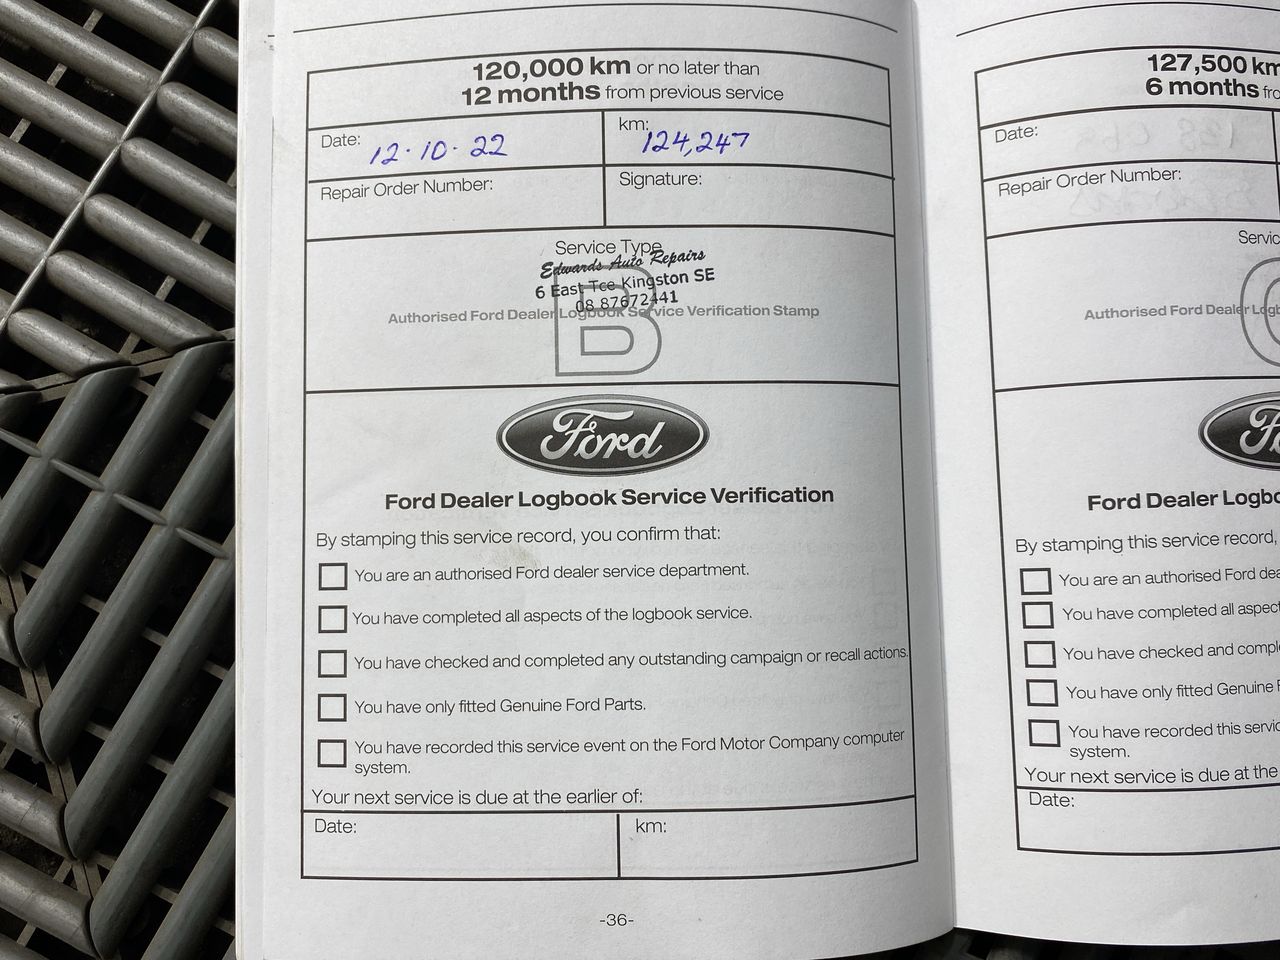 120,000 km or no later than
12 months from previous service
Date: 12·10·22
km: 124,247
Repair Order Number:
Signature:
Service Type
Edwards Auto Repairs
6 East Tce Kingston SE
08 87672441
Authorised Ford Dealer Logbook Service Verification Stamp
B
Ford
Ford Dealer Logbook Service Verification
By stamping this service record, you confirm that:
You are an authorised Ford dealer service department.
You have completed all aspects of the logbook service.
You have checked and completed any outstanding campaign or recall actions.
You have only fitted Genuine Ford Parts.
You have recorded this service event on the Ford Motor Company computer
system.
Your next service is due at the earlier of:
Date:
km:
-36-
127,500 km
6 months
Date:
Repair Order Number:
Authorised Ford Dealer
Ford Dealer
By stamping this service record,
You are an authorised Ford
You have completed all
You have checked and
You have only fitted Genuine
You have recorded this
system.
Your next service is due at the
Date: